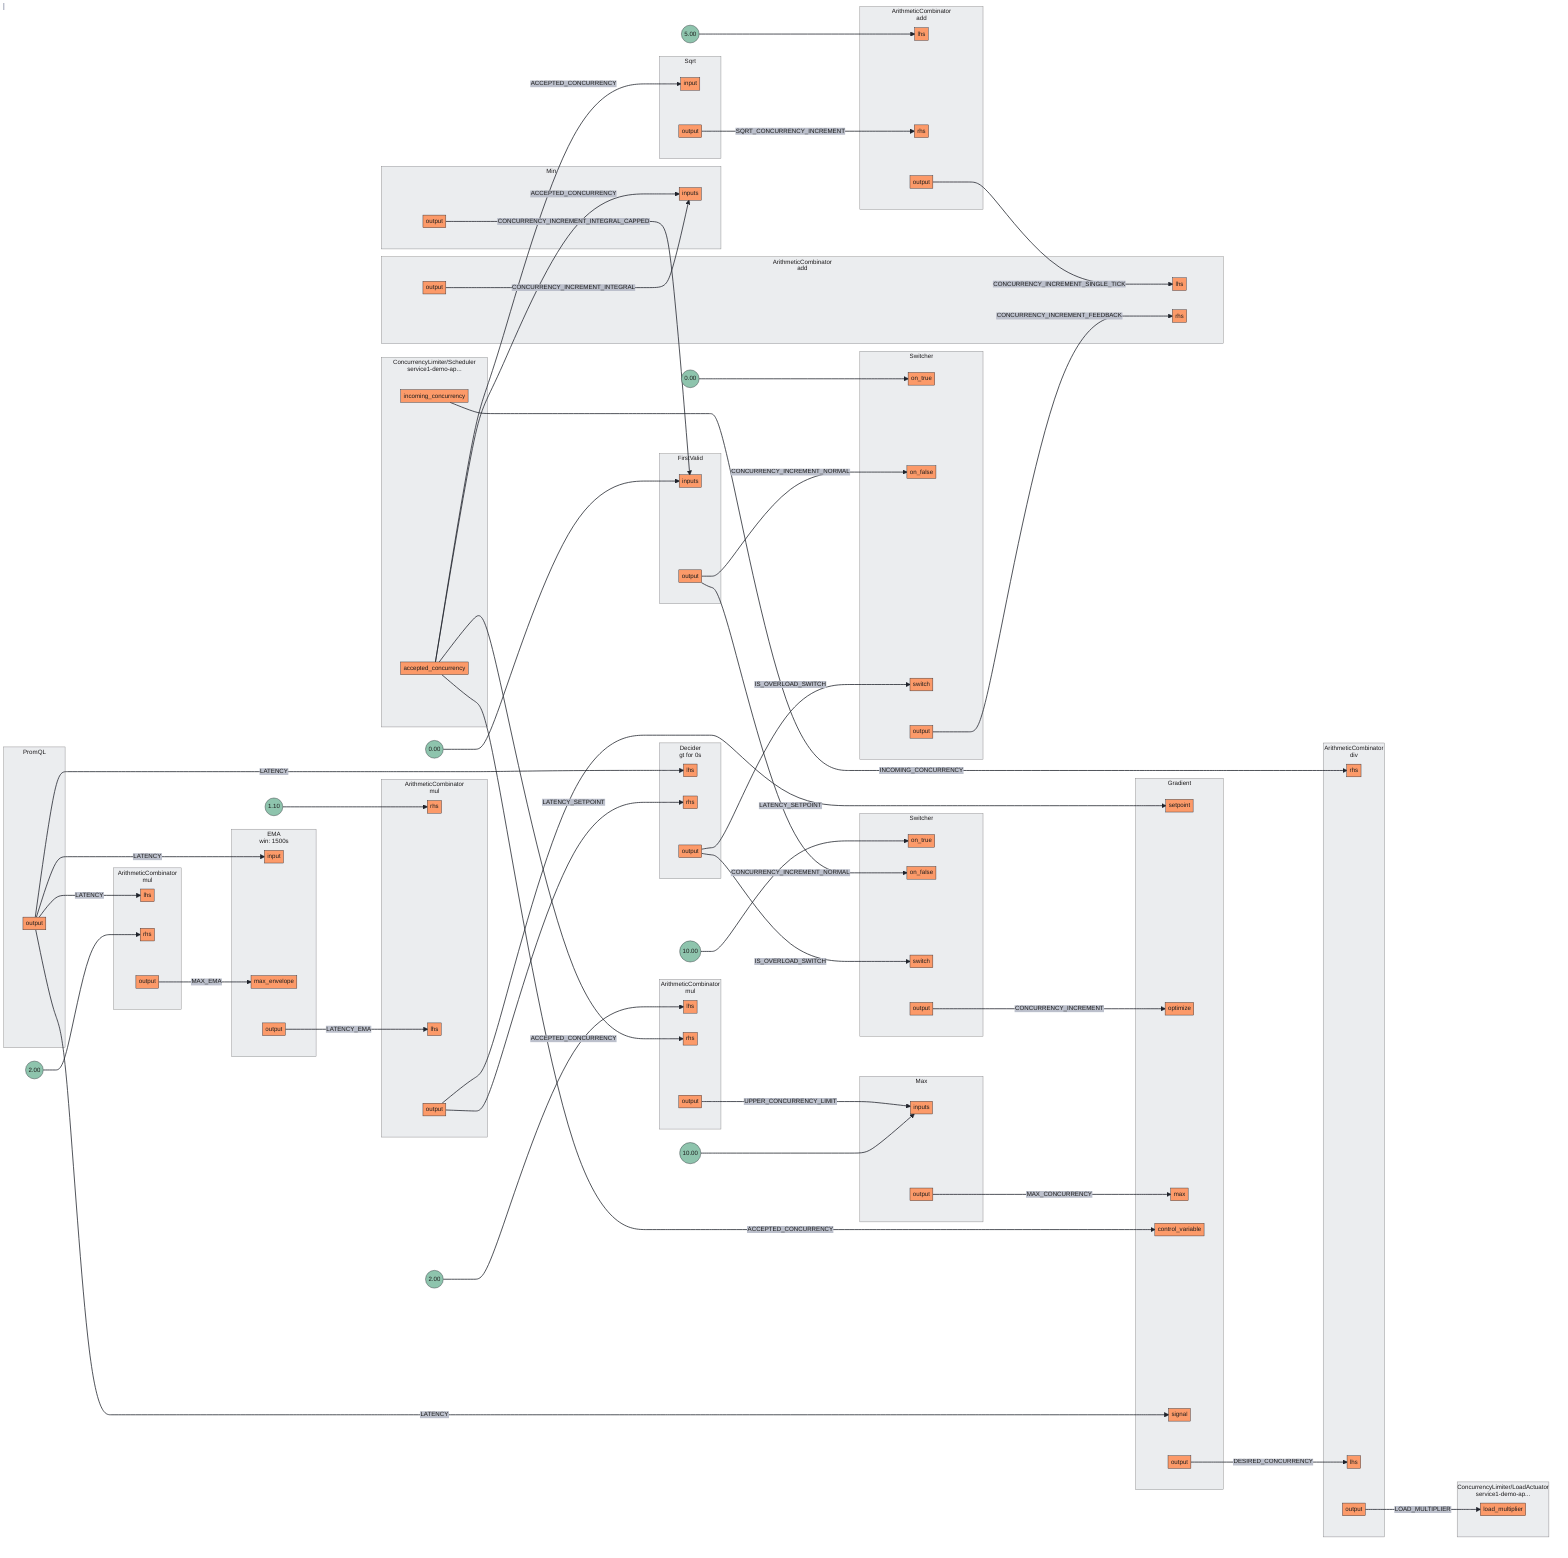 ArithmeticCombinator
add
5.00
lhs
Sqrt
ACCEPTED_CONCURRENCY
input
output
SQRT_CONCURRENCY_INCREMENT
rhs
output
Min
ACCEPTED_CONCURRENCY
inputs
output
CONCURRENCY_INCREMENT_INTEGRAL_CAPPED
ArithmeticCombinator
add
output
CONCURRENCY_INCREMENT_INTEGRAL
CONCURRENCY_INCREMENT_SINGLE_TICK
lhs
CONCURRENCY_INCREMENT_FEEDBACK
rhs
ConcurrencyLimiter/Scheduler
service1-demo-ap...
incoming_concurrency
accepted_concurrency
Switcher
0.00
on_true
FirstValid
inputs
output
CONCURRENCY_INCREMENT_NORMAL
on_false
IS_OVERLOAD_SWITCH
switch
output
0.00
INCOMING_CONCURRENCY
PromQL
output
LATENCY
LATENCY
LATENCY
2.00
ArithmeticCombinator
mul
lhs
rhs
output
MAX_EMA
EMA
win: 1500s
input
max_envelope
output
LATENCY_EMA
1.10
ArithmeticCombinator
mul
rhs
lhs
output
LATENCY_SETPOINT
Decider
gt for 0s
lhs
rhs
output
LATENCY_SETPOINT
Switcher
on_true
CONCURRENCY_INCREMENT_NORMAL
on_false
10.00
IS_OVERLOAD_SWITCH
switch
output
CONCURRENCY_INCREMENT
ArithmeticCombinator
mul
lhs
ACCEPTED_CONCURRENCY
rhs
output
UPPER_CONCURRENCY_LIMIT
10.00
Max
inputs
output
MAX_CONCURRENCY
2.00
ACCEPTED_CONCURRENCY
LATENCY
Gradient
setpoint
optimize
max
control_variable
signal
output
DESIRED_CONCURRENCY
ArithmeticCombinator
div
rhs
lhs
output
LOAD_MULTIPLIER
ConcurrencyLimiter/LoadActuator
service1-demo-ap...
load_multiplier